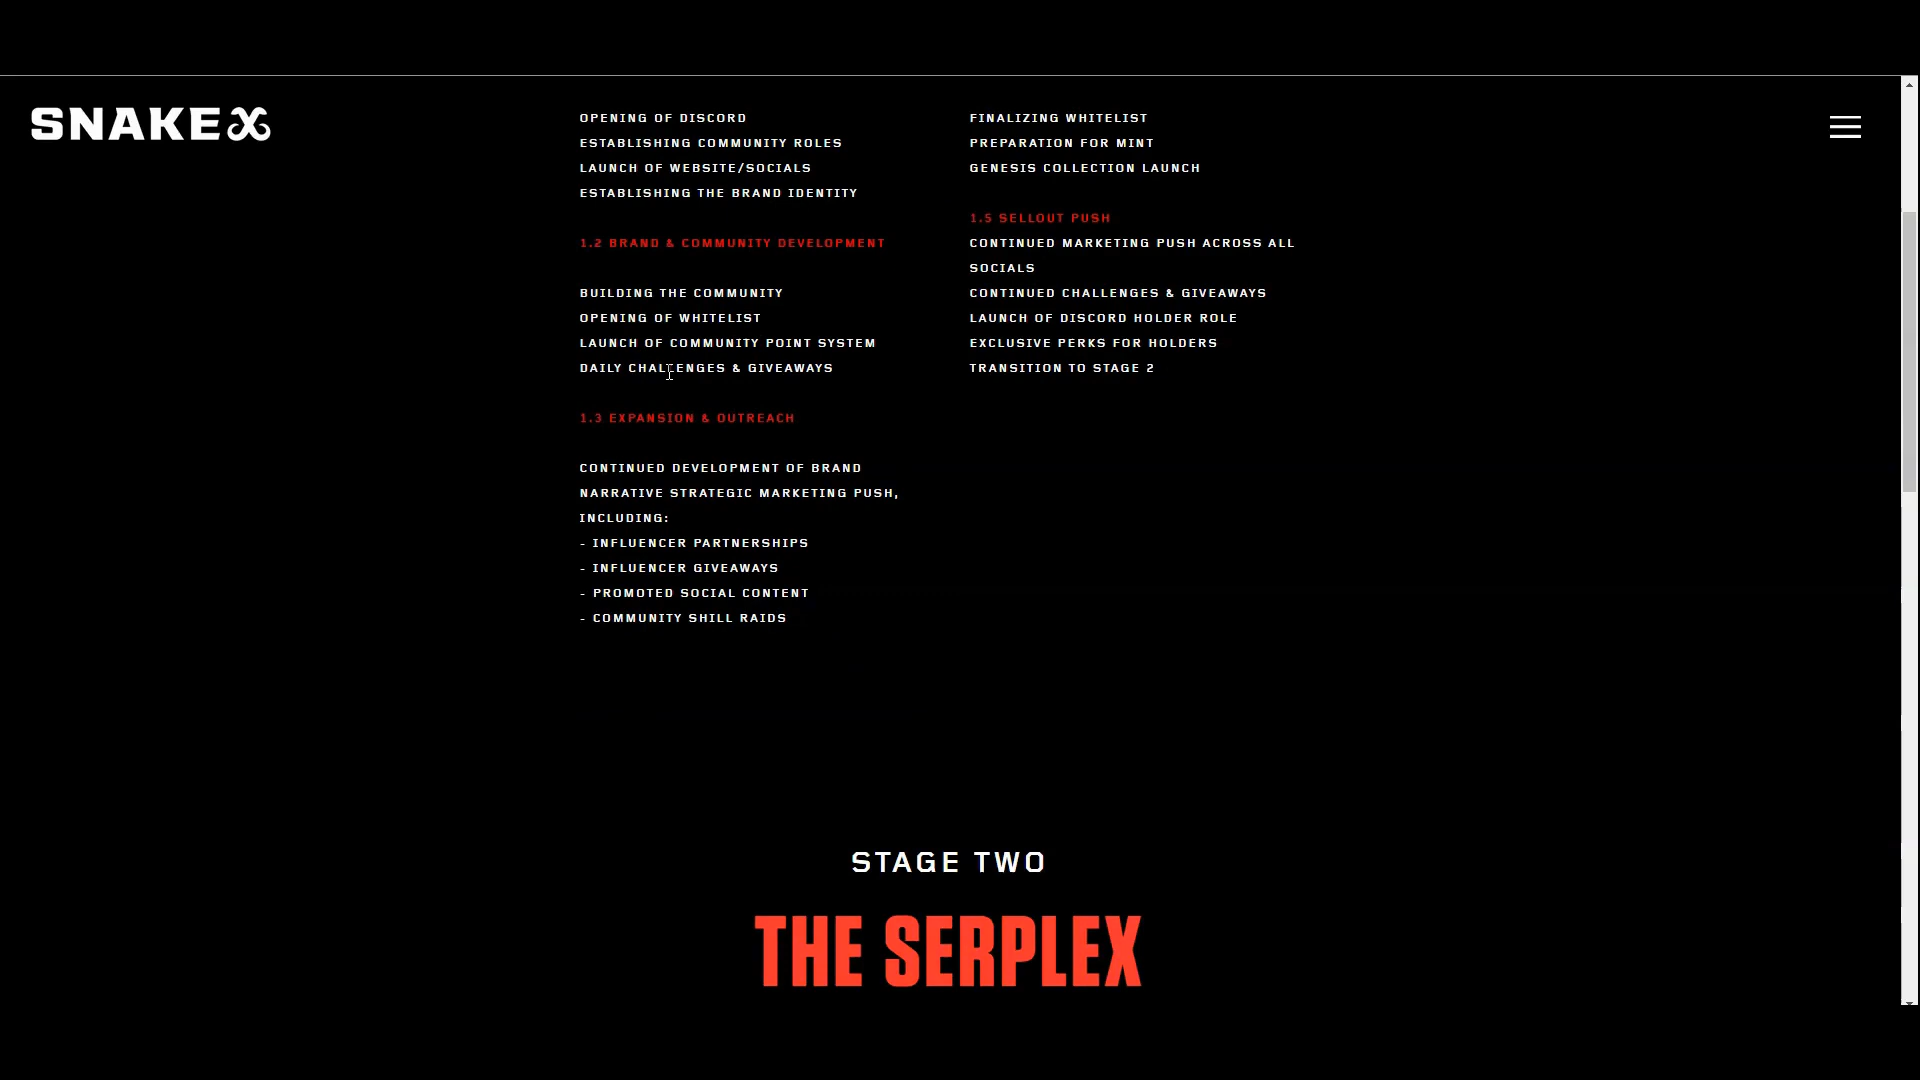 SNAKEX
OPENING OF DISCORD
ESTABLISHING COMMUNITY ROLES
LAUNCH OF WEBSITE/SOCIALS
ESTABLISHING THE BRAND IDENTITY
1.2 BRAND & COMMUNITY DEVELOPMENT
BUILDING THE COMMUNITY
OPENING OF WHITELIST
LAUNCH OF COMMUNITY POINT SYSTEM
DAILY CHALLENGES & GIVEAWAYS
1.3 EXPANSION & OUTREACH
CONTINUED DEVELOPMENT OF BRAND
NARRATIVE STRATEGIC MARKETING PUSH,
INCLUDING:
- INFLUENCER PARTNERSHIPS
- INFLUENCER GIVEAWAYS
- PROMOTED SOCIAL CONTENT
- COMMUNITY SHILL RAIDS
FINALIZING WHITELIST
PREPARATION FOR MINT
GENESIS COLLECTION LAUNCH
1.5 SELLOUT PUSH
CONTINUED MARKETING PUSH ACROSS ALL
SOCIALS
CONTINUED CHALLENGES & GIVEAWAYS
LAUNCH OF DISCORD HOLDER ROLE
EXCLUSIVE PERKS FOR HOLDERS
TRANSITION TO STAGE 2
STAGE TWO
THE SERPLEX